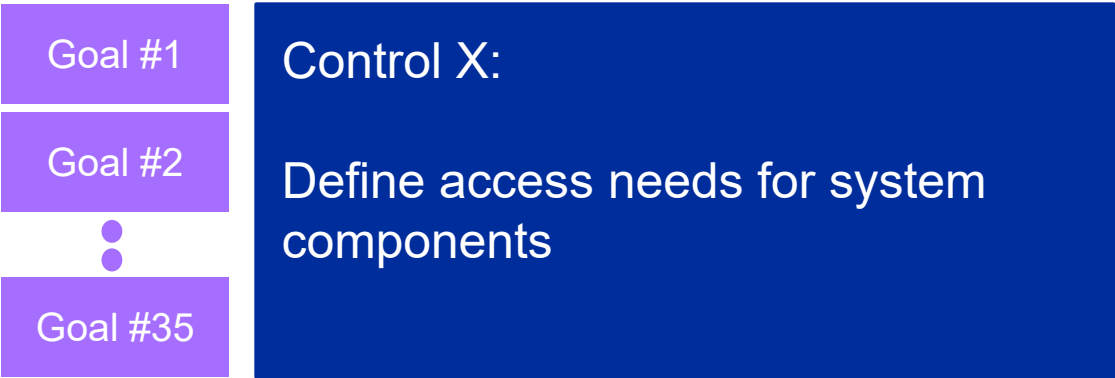 Goal #1
Goal #2
Goal #35
Control X:
Define access needs for system
components